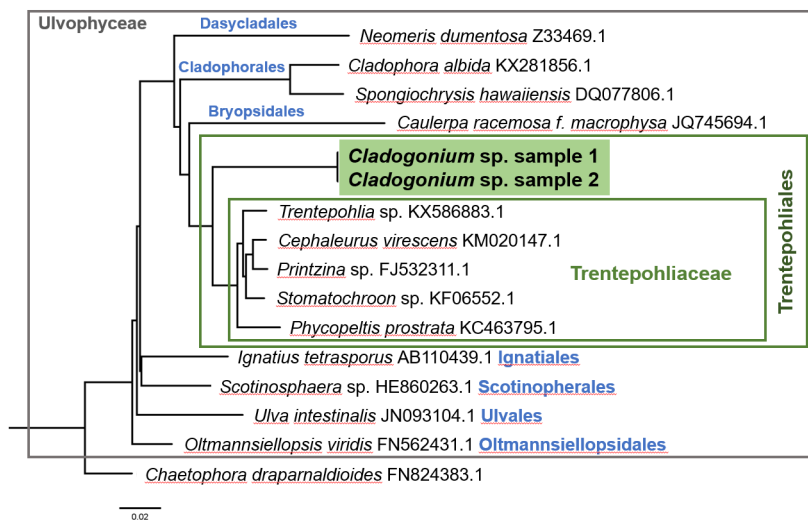 Ulvophyceae
Dasycladales
Neomeris dumentosa Z33469.1
Cladophorales
Cladophora albida KX281856.1
Spongiochrysis hawaiiensis DQ077806.1
Bryopsidales
Caulerpa racemosa f. macrophysa JQ745694.1
Cladogonium sp. sample 1
Cladogonium sp. sample 2
Trentepohlia sp. KX586883.1
Cephaleurus virescens KM020147.1
Printzina sp. FJ532311.1
Stomatochroon sp. KF06552.1
Phycopeltis prostrata KC463795.1
Trentepohliaceae
Trentepohliales
Ignatius tetrasporus AB110439.1 Ignatiales
Scotinosphaera sp. HE860263.1 Scotinopherales
Ulva intestinalis JN093104.1 Ulvales
Oltmannsiellopsis viridis FN562431.1 Oltmannsiellopsidales
Chaetophora draparnaldioides FN824383.1
0.02